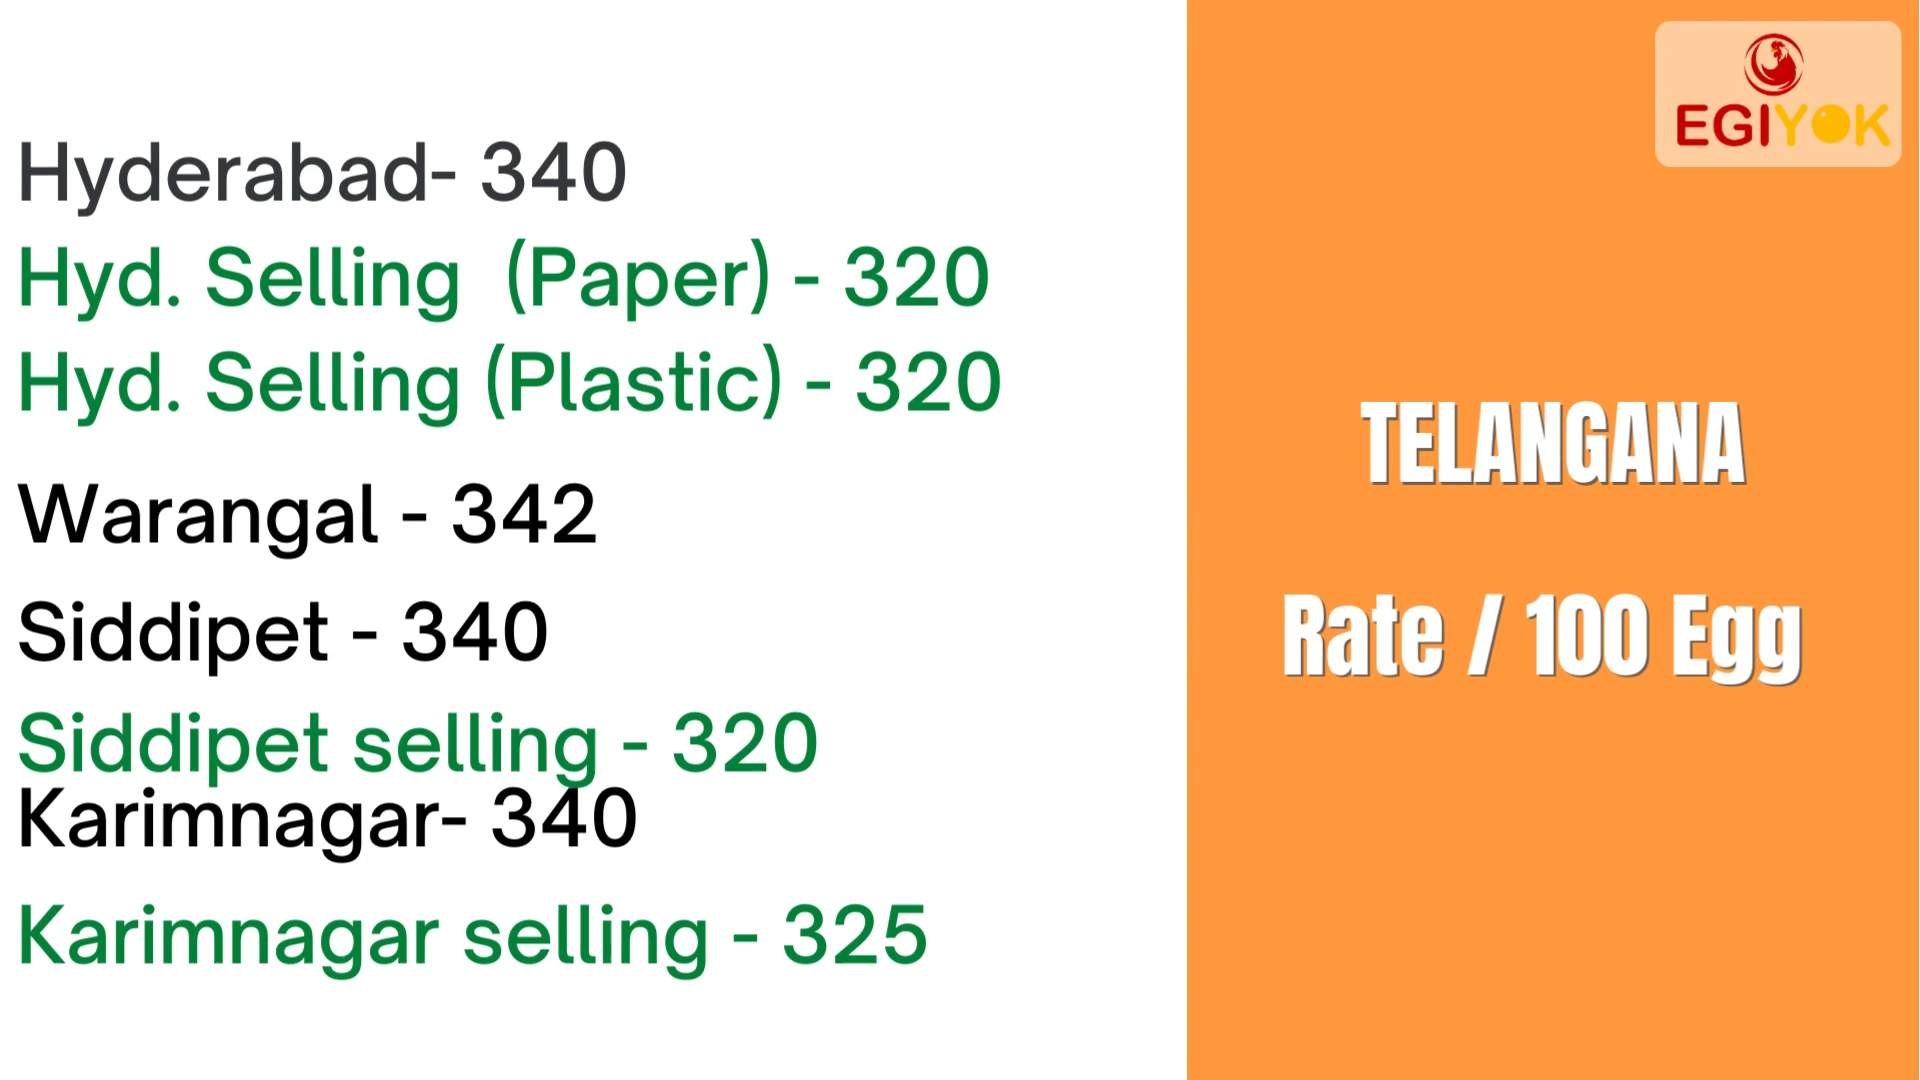 Hyderabad- 340
Hyd. Selling (Paper) - 320
Hyd. Selling (Plastic) - 320
Warangal - 342
Siddipet - 340
Siddipet selling - 320
Karimnagar- 340
Karimnagar selling - 325
EGIYOK
TELANGANA
Rate / 100 Egg